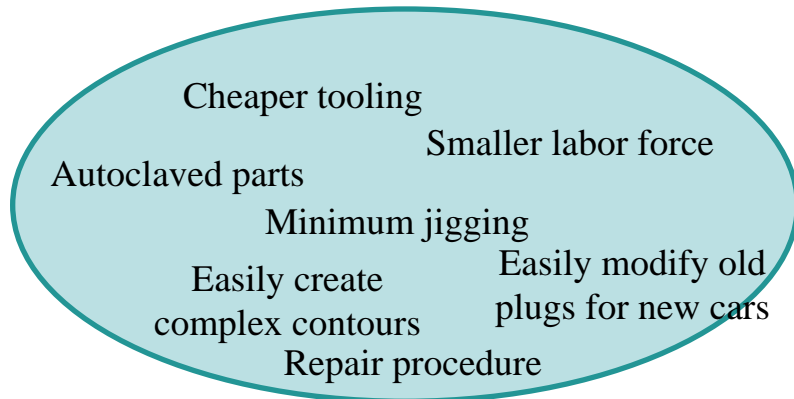 Cheaper tooling
Smaller labor force
Autoclaved parts
Minimum jigging
Easily create
complex contours
Easily modify old
plugs for new cars
Repair procedure